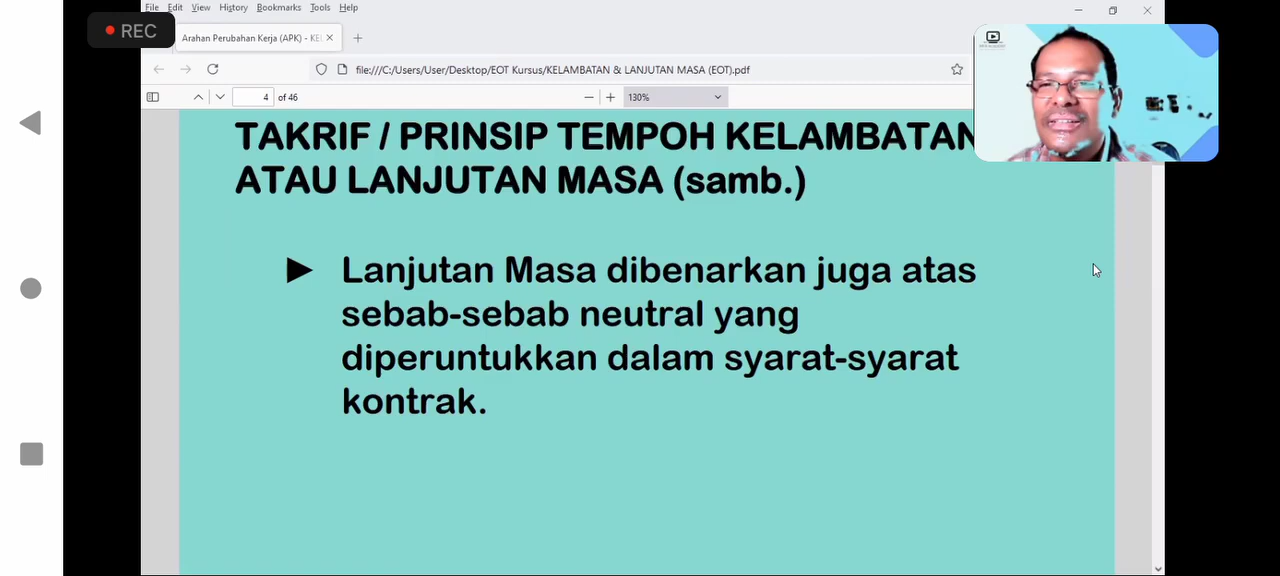 File Edit View History Bookmarks Tools Help
REC
Arahan Perubahan Kerja (APK) - KEL
file:///C:/Users/User/Desktop/EOT Kursus/KELAMBATAN & LANJUTAN MASA (EOT).pdf
4 of 46
130%
TAKRIF / PRINSIP TEMPOH KELAMBATAN
ATAU LANJUTAN MASA (samb.)
Lanjutan Masa dibenarkan juga atas
sebab-sebab neutral yang
diperuntukkan dalam syarat-syarat
kontrak.